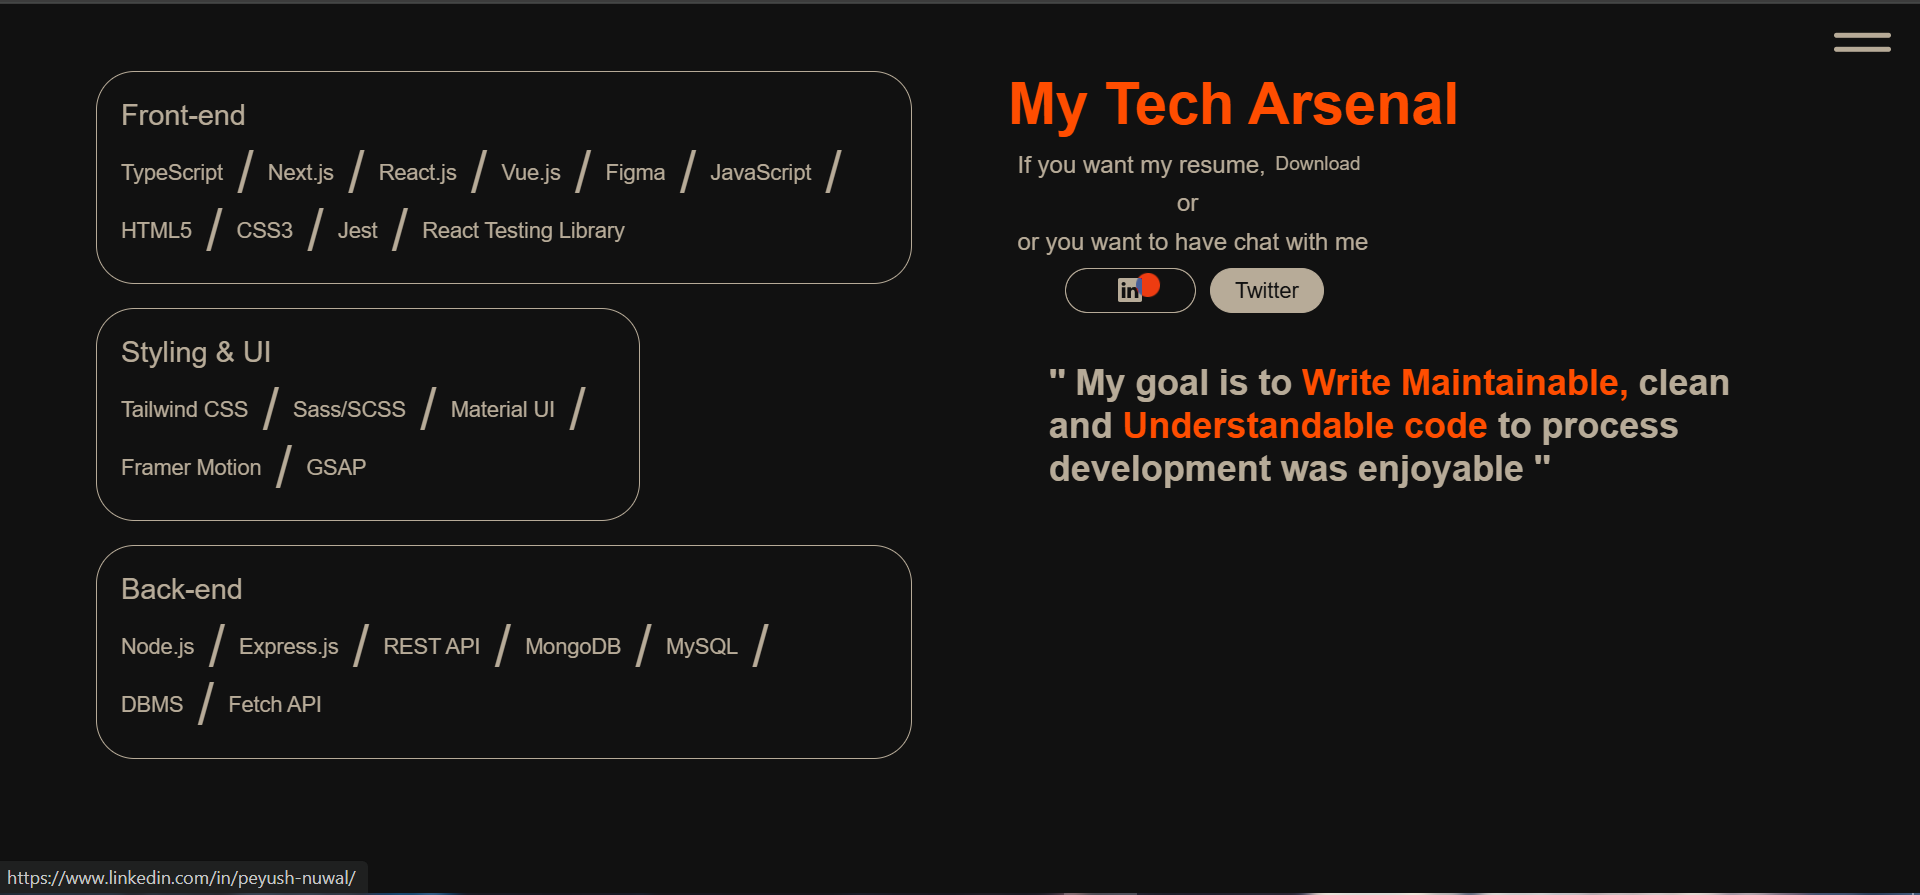 Front-end
TypeScript / Next.js / React.js / Vue.js / Figma / JavaScript /
HTML5 / CSS3 / Jest / React Testing Library
Styling & UI
Tailwind CSS / Sass/SCSS / Material UI /
Framer Motion / GSAP
Back-end
Node.js / Express.js / REST API / MongoDB / MySQL /
DBMS / Fetch API
My Tech Arsenal
If you want my resume, Download
or
or you want to have chat with me
in Twitter
" My goal is to Write Maintainable, clean
and Understandable code to process
development was enjoyable "
https://www.linkedin.com/in/peyush-nuwal/